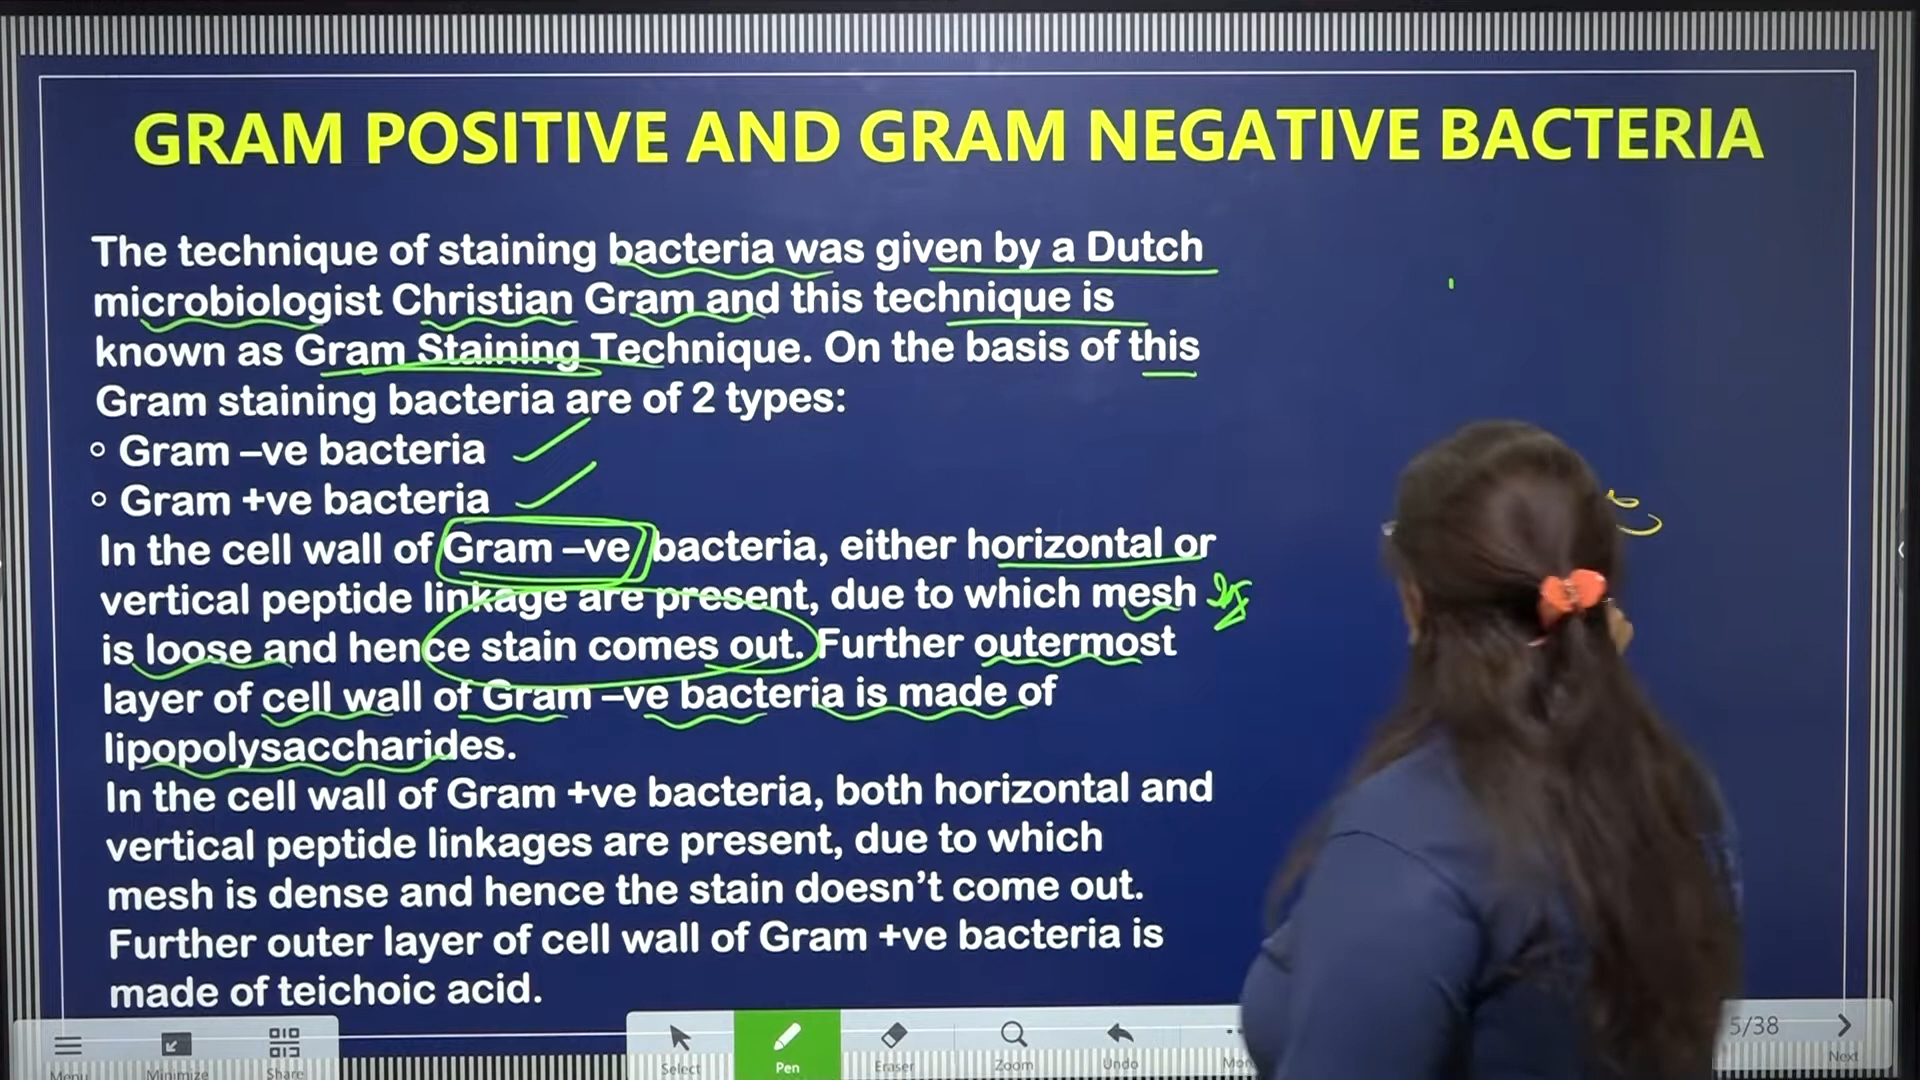 GRAM POSITIVE AND GRAM NEGATIVE BACTERIA
The technique of staining bacteria was given by a Dutch
microbiologist Christian Gram and this technique is
known as Gram Staining Technique. On the basis of this
Gram staining bacteria are of 2 types:
Gram –ve bacteria
Gram +ve bacteria
In the cell wall of Gram –ve bacteria, either horizontal or
vertical peptide linkage are present, due to which mesh
is loose and hence stain comes out. Further outermost
layer of cell wall of Gram –ve bacteria is made of
lipopolysaccharides.
In the cell wall of Gram +ve bacteria, both horizontal and
vertical peptide linkages are present, due to which
mesh is dense and hence the stain doesn't come out.
Further outer layer of cell wall of Gram +ve bacteria is
made of teichoic acid.
Menu Minimize Share Select Pen Eraser Zoom Undo 5/38 Next